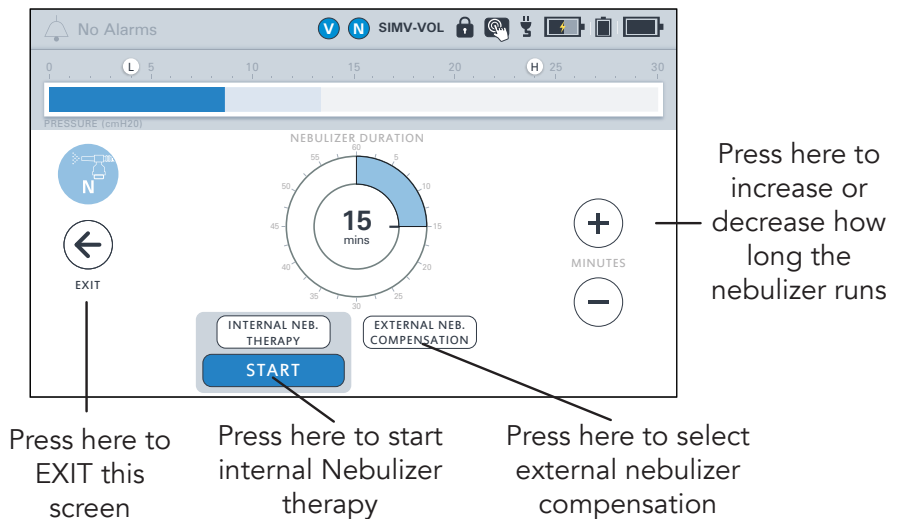 No Alarms
V N SIMV-VOL
0 L 5 10 15 20 H 25 30
PRESSURE (cmH20)
NEBULIZER DURATION
60
55 5
50 10
45 15
40 20
35 25
30
15
mins
N
EXIT
+
MINUTES
−
INTERNAL NEB.
THERAPY
EXTERNAL NEB.
COMPENSATION
START
Press here to
increase or
decrease how
long the
nebulizer runs
Press here to
EXIT this
screen
Press here to start
internal Nebulizer
therapy
Press here to select
external nebulizer
compensation